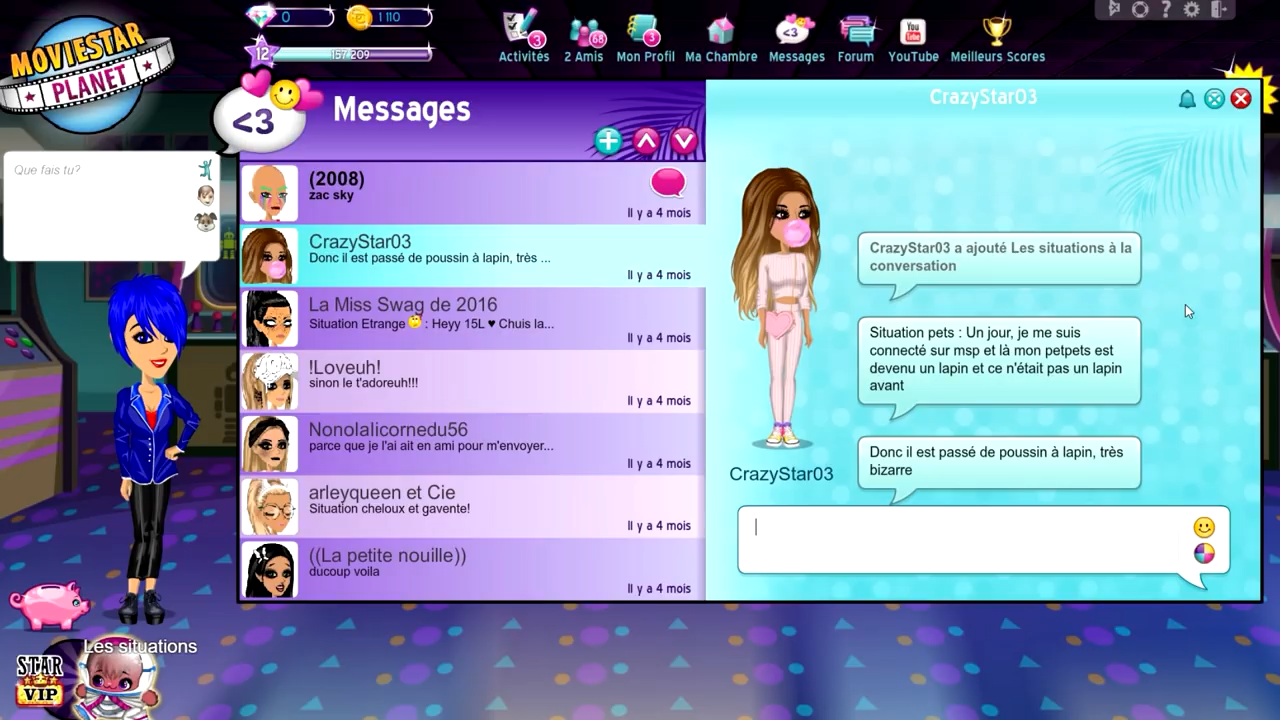 MOVIESTAR
PLANET
0
1 110
12
157 209
3
68
3
<3
Activités
2 Amis
Mon Profil
Ma Chambre
Messages
Forum
You
Tube
YouTube
Meilleurs Scores
Que fais tu?
<3
Messages
(2008)
zac sky
Il y a 4 mois
CrazyStar03
Donc il est passé de poussin à lapin, très ...
Il y a 4 mois
La Miss Swag de 2016
Situation Etrange : Heyy 15L ♥ Chuis la...
Il y a 4 mois
!Loveuh!
sinon le t'adoreuh!!!
Il y a 4 mois
Nonolalicornedu56
parce que je l'ai ait en ami pour m'envoyer...
Il y a 4 mois
arleyqueen et Cie
Situation cheloux et gavente!
Il y a 4 mois
((La petite nouille))
ducoup voila
Il y a 4 mois
CrazyStar03
CrazyStar03 a ajouté Les situations à la
conversation
Situation pets : Un jour, je me suis
connecté sur msp et là mon petpets est
devenu un lapin et ce n'était pas un lapin
avant
Donc il est passé de poussin à lapin, très
bizarre
CrazyStar03
Les situations
STAR
VIP